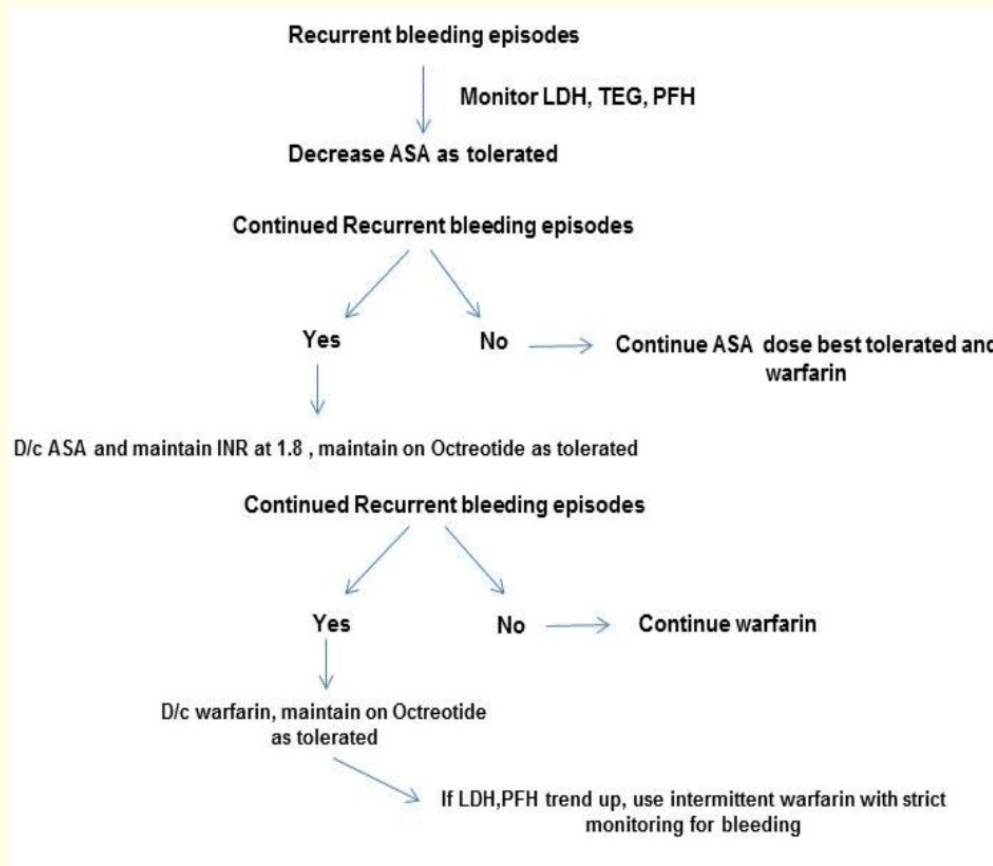 Recurrent bleeding episodes
Monitor LDH, TEG, PFH
Decrease ASA as tolerated
Continued Recurrent bleeding episodes
Yes
No
Continue ASA dose best tolerated and
warfarin
D/c ASA and maintain INR at 1.8 , maintain on Octreotide as tolerated
Continued Recurrent bleeding episodes
Yes
No
Continue warfarin
D/c warfarin, maintain on Octreotide
as tolerated
If LDH,PFH trend up, use intermittent warfarin with strict
monitoring for bleeding